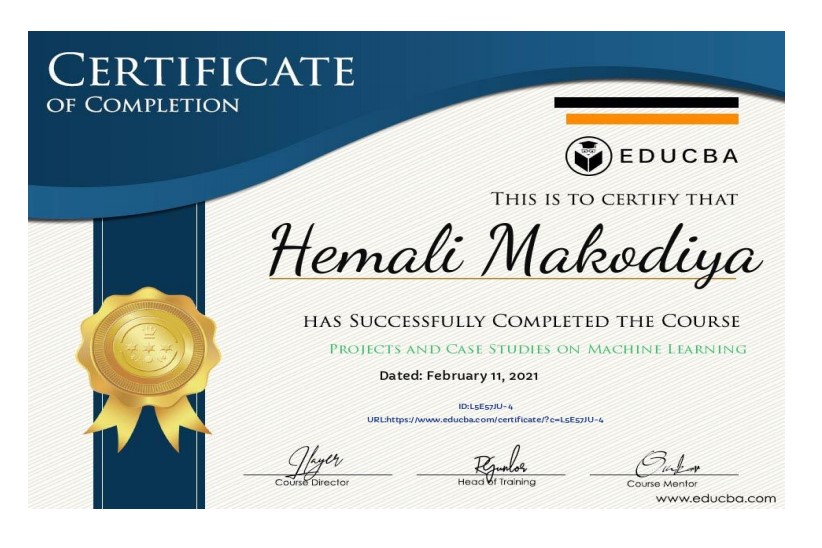 CERTIFICATE
OF COMPLETION
EDUCBA
THIS IS TO CERTIFY THAT
Hemali Makodiya
HAS SUCCESSFULLY COMPLETED THE COURSE
PROJECTS AND CASE STUDIES ON MACHINE LEARNING
Dated: February 11, 2021
ID:L5E57JU-4
URL:https://www.educba.com/certificate/?c=L5E57JU-4
Course Director
Head of Training
Course Mentor
www.educba.com